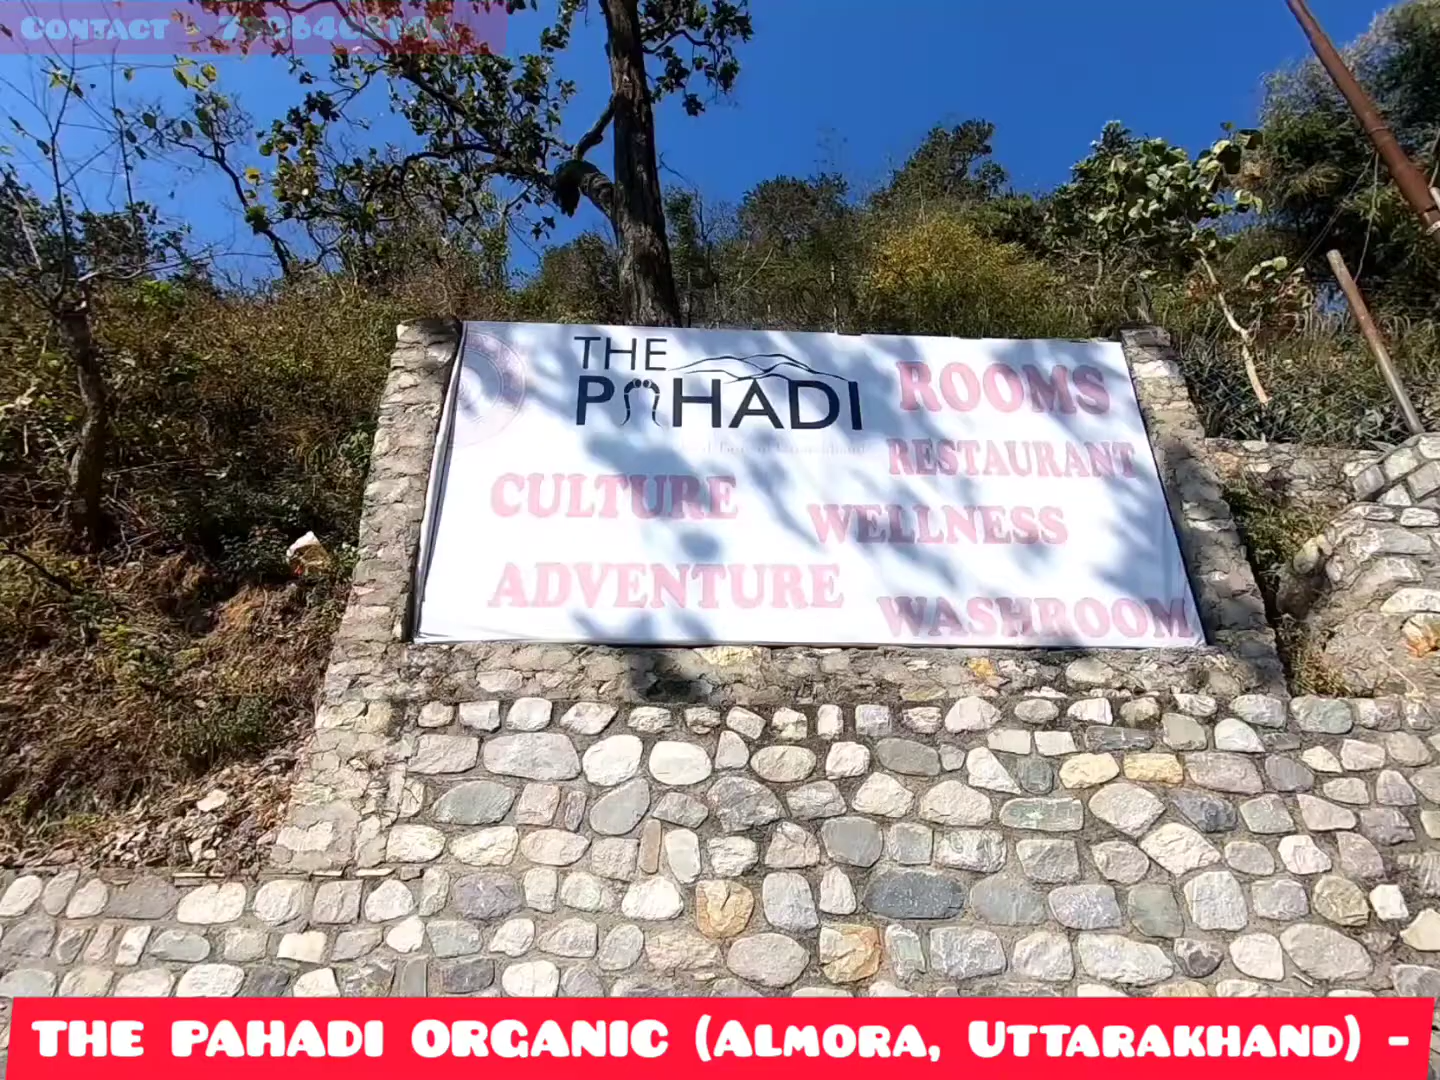 Contact -
THE
PAHADI
ROOMS
RESTAURANT
CULTURE
WELLNESS
ADVENTURE
WASHROOM
THE PAHADI ORGANIC (ALMORA, UTTARAKHAND) -